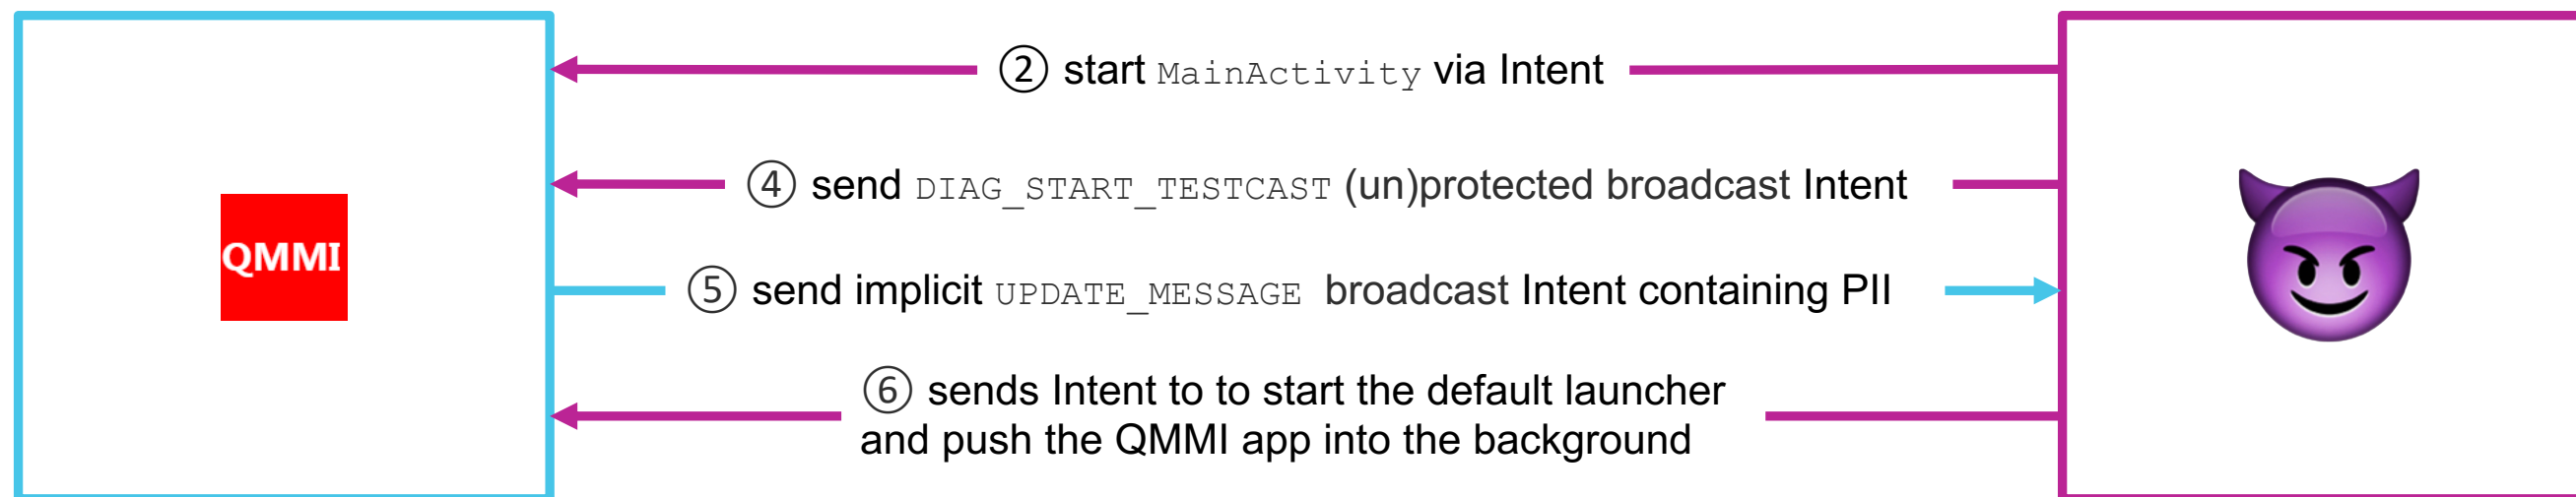 ② start MainActivity via Intent
④ send DIAG_START_TESTCAST (un)protected broadcast Intent
QMMI
⑤ send implicit UPDATE_MESSAGE broadcast Intent containing PII
⑥ sends Intent to to start the default launcher
and push the QMMI app into the background